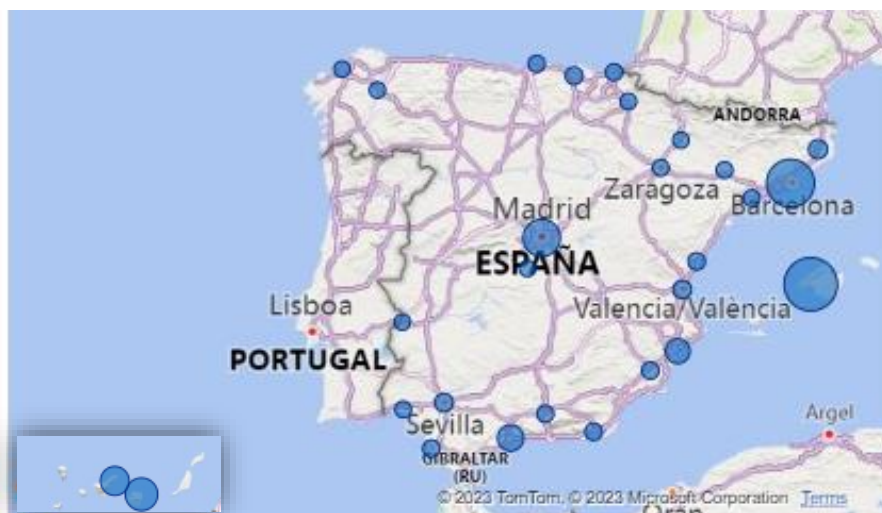 ANDORRA
Zaragoza
Barcelona
Madrid
ESPAÑA
Lisboa
Valencia/València
PORTUGAL
Sevilla
Argel
GIBRALTAR
(RU)
© 2023 TomTom, © 2023 Microsoft Corporation Terms
Oran